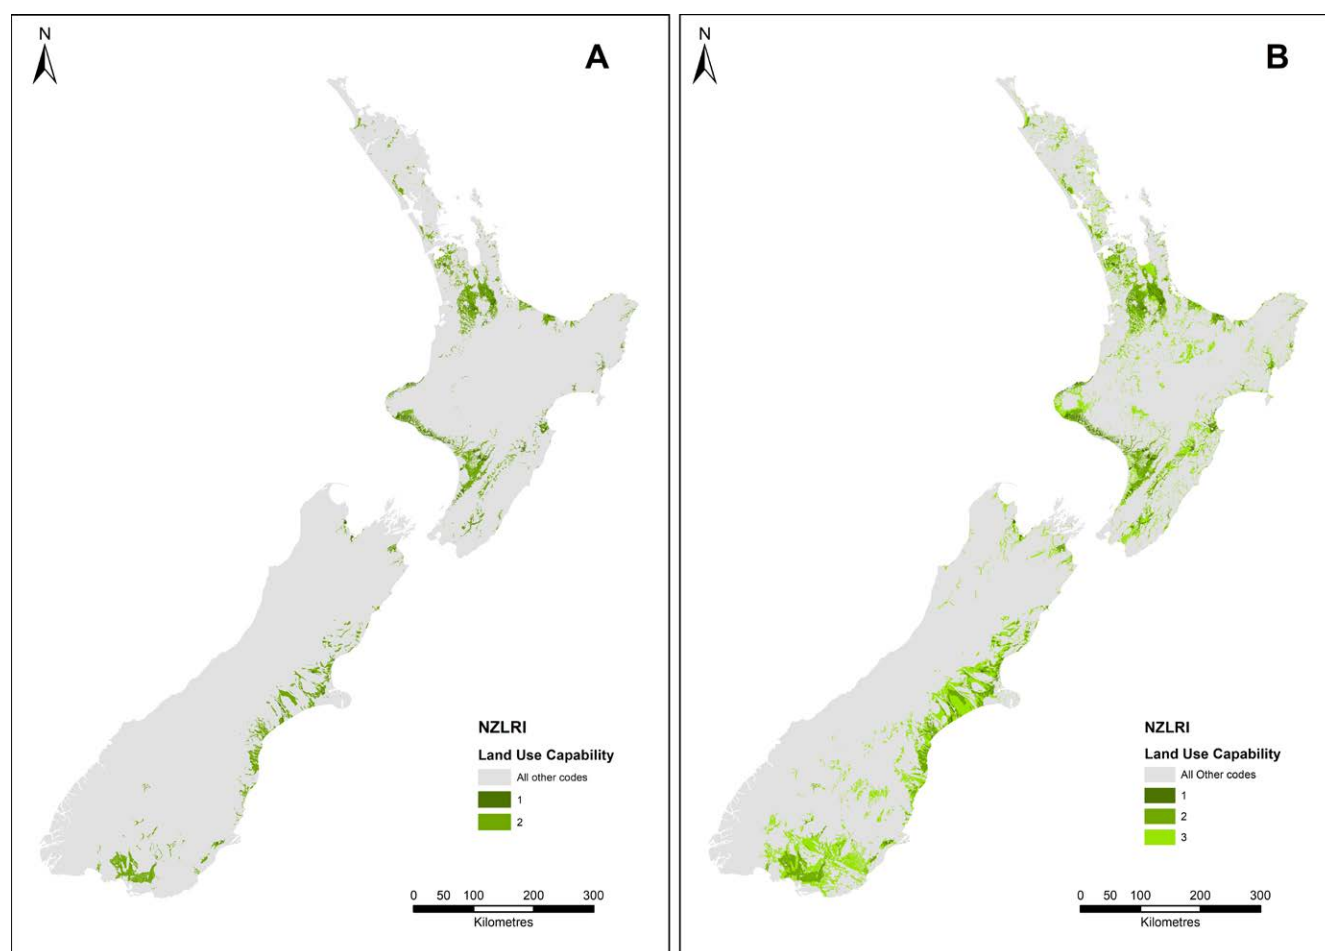 N
A
NZLRI
Land Use Capability
All other codes
1
2
0 50 100 200 300
Kilometres
N
B
NZLRI
Land Use Capability
All Other codes
1
2
3
0 50 100 200 300
Kilometres